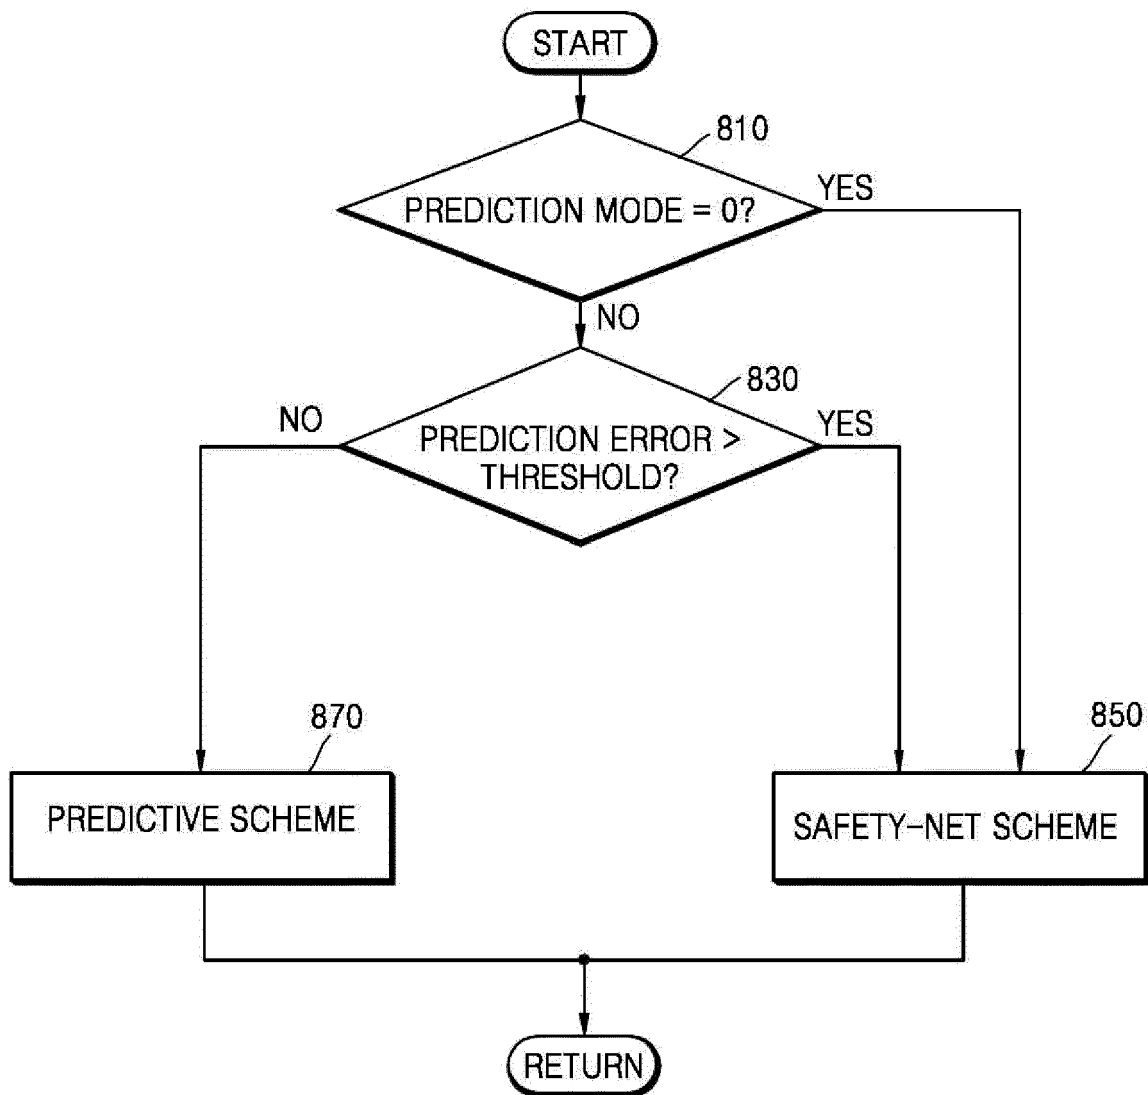 START
810
PREDICTION MODE = 0?
YES
NO
830
NO
YES
PREDICTION ERROR >
THRESHOLD?
870
850
PREDICTIVE SCHEME
SAFETY-NET SCHEME
RETURN